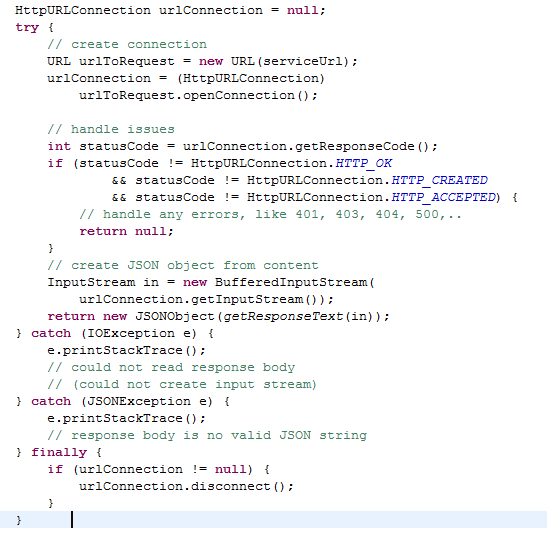 HttpURLConnection urlConnection = null;
try {
    // create connection
    URL urlToRequest = new URL(serviceUrl);
    urlConnection = (HttpURLConnection)
        urlToRequest.openConnection();

    // handle issues
    int statusCode = urlConnection.getResponseCode();
    if (statusCode != HttpURLConnection.HTTP_OK
            && statusCode != HttpURLConnection.HTTP_CREATED
            && statusCode != HttpURLConnection.HTTP_ACCEPTED) {
        // handle any errors, like 401, 403, 404, 500,..
        return null;
    }
    // create JSON object from content
    InputStream in = new BufferedInputStream(
        urlConnection.getInputStream());
    return new JSONObject(getResponseText(in));
} catch (IOException e) {
    e.printStackTrace();
    // could not read response body
    // (could not create input stream)
} catch (JSONException e) {
    e.printStackTrace();
    // response body is no valid JSON string
} finally {
    if (urlConnection != null) {
        urlConnection.disconnect();
    }
}